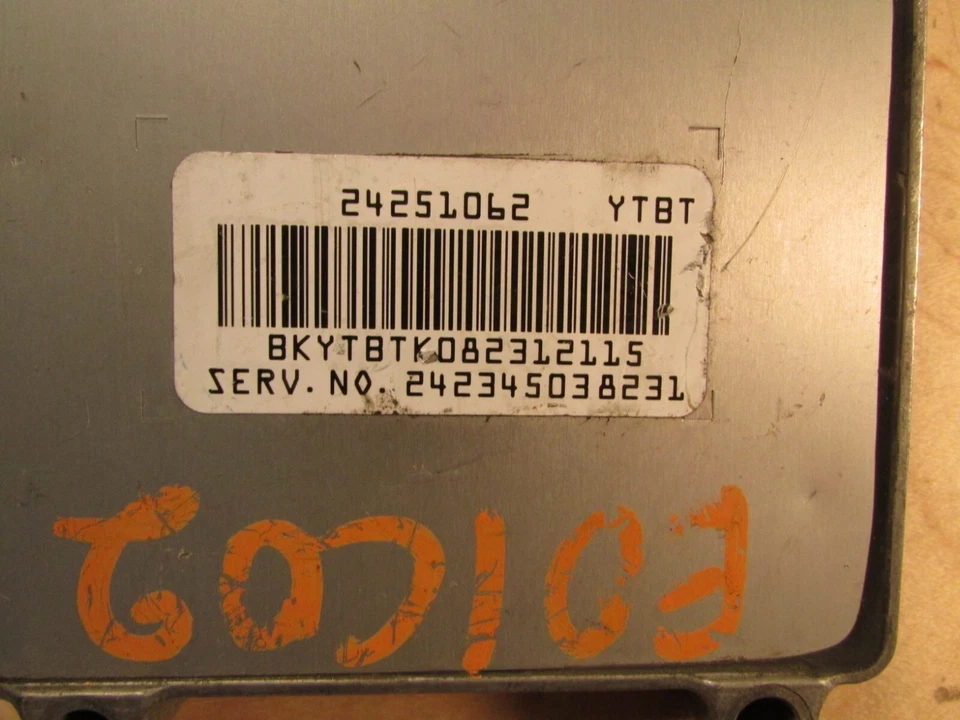 24251062 YTBT
BKYTBTK082312115
SERV. NO. 242345038231